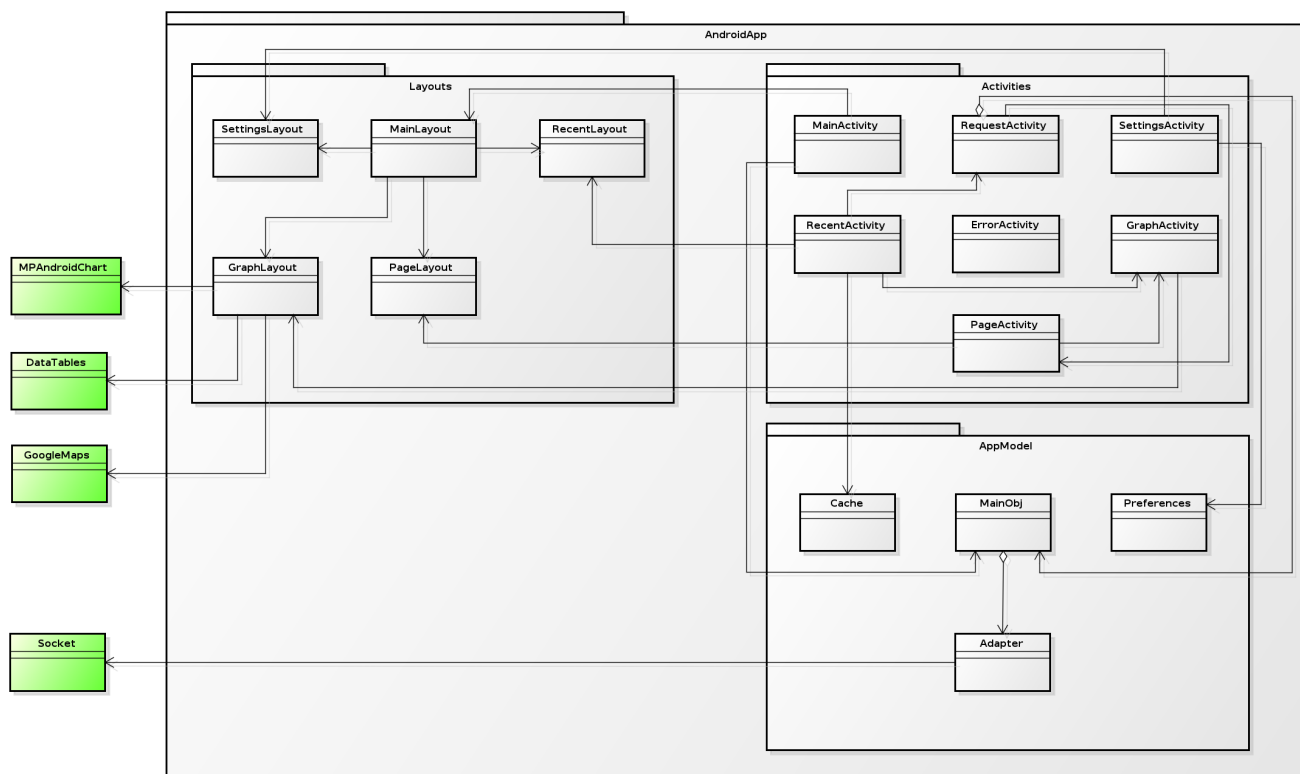 AndroidApp
Layouts
SettingsLayout
MainLayout
RecentLayout
GraphLayout
PageLayout
Activities
MainActivity
RequestActivity
SettingsActivity
RecentActivity
ErrorActivity
GraphActivity
PageActivity
MPAndroidChart
DataTables
GoogleMaps
AppModel
Cache
MainObj
Preferences
Adapter
Socket